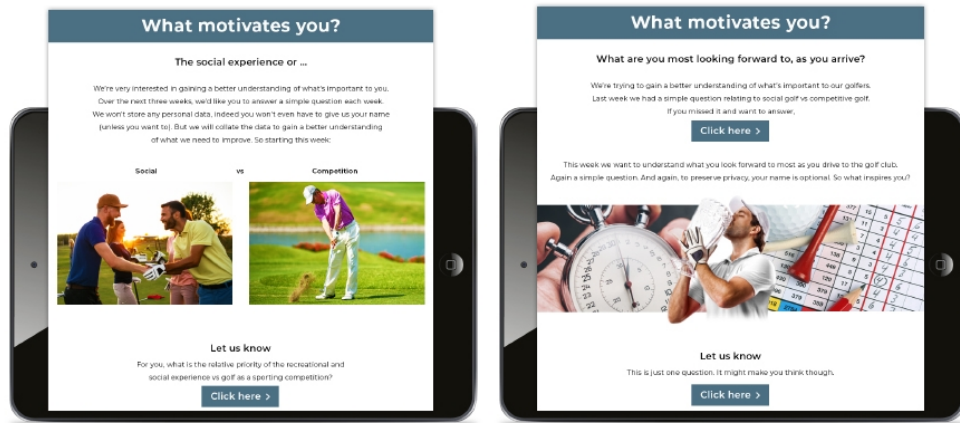 What motivates you?
The social experience or ...
We're very interested in gaining a better understanding of what's important to you.
Over the next three weeks, we'd like you to answer a simple question each week.
We won't store any personal data, indeed you won't even have to give us your name
(unless you want to). But we will collate the data to gain a better understanding
of what we need to improve. So starting this week:
Social vs Competition
Let us know
For you, what is the relative priority of the recreational and
social experience vs golf as a sporting competition?
Click here >
What motivates you?
What are you most looking forward to, as you arrive?
We're trying to gain a better understanding of what's important to our golfers.
Last week we had a simple question relating to social golf vs competitive golf.
If you missed it and want to answer,
Click here >
This week we want to understand what you look forward to most as you drive to the golf club.
Again a simple question. And again, to preserve privacy, your name is optional. So what inspires you?
Let us know
This is just one question. It might make you think though.
Click here >